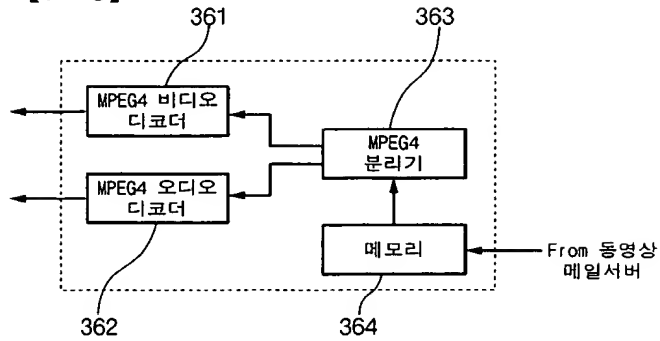 361
363
MPEG4 비디오
디코더
MPEG4
분리기
MPEG4 오디오
디코더
메모리
From 동영상
메일서버
362
364